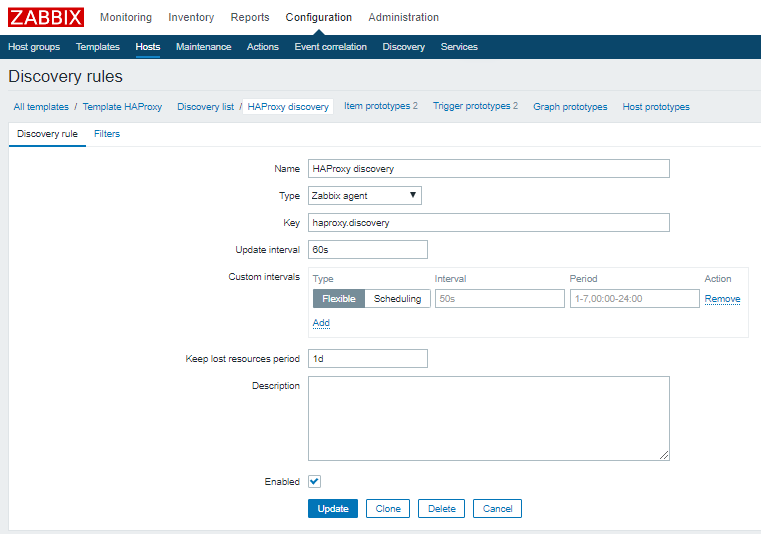 ZABBIX Monitoring Inventory Reports Configuration Administration
Host groups Templates Hosts Maintenance Actions Event correlation Discovery Services
Discovery rules
All templates / Template HAProxy Discovery list / HAProxy discovery Item prototypes 2 Trigger prototypes 2 Graph prototypes Host prototypes
Discovery rule Filters
Name HAProxy discovery
Type Zabbix agent
Key haproxy.discovery
Update interval 60s
Custom intervals Type Interval Period Action
Flexible Scheduling 50s 1-7,00:00-24:00 Remove
Add
Keep lost resources period 1d
Description
Enabled
Update Clone Delete Cancel